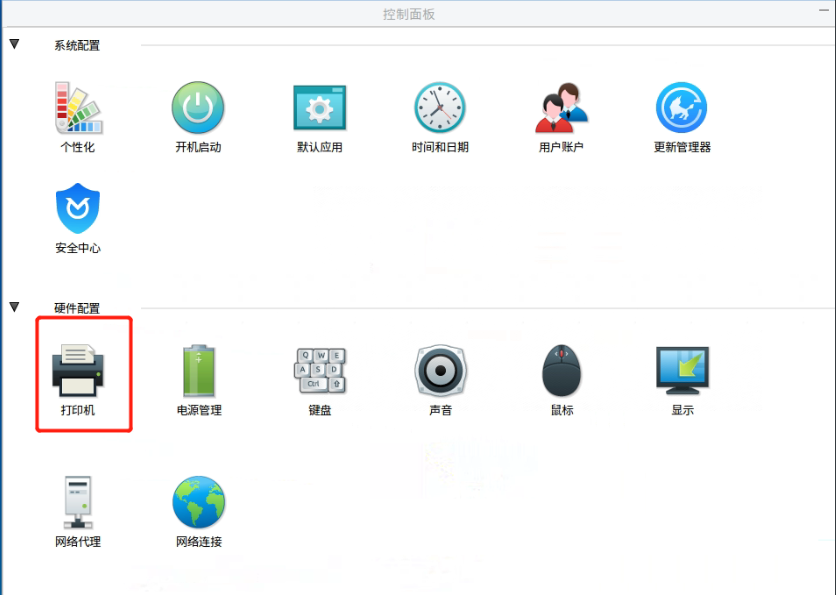 控制面板
系统配置
个性化
开机启动
默认应用
时间和日期
用户账户
更新管理器
安全中心
硬件配置
打印机
电源管理
Q W E
A S D
Ctrl
键盘
声音
鼠标
显示
网络代理
网络连接